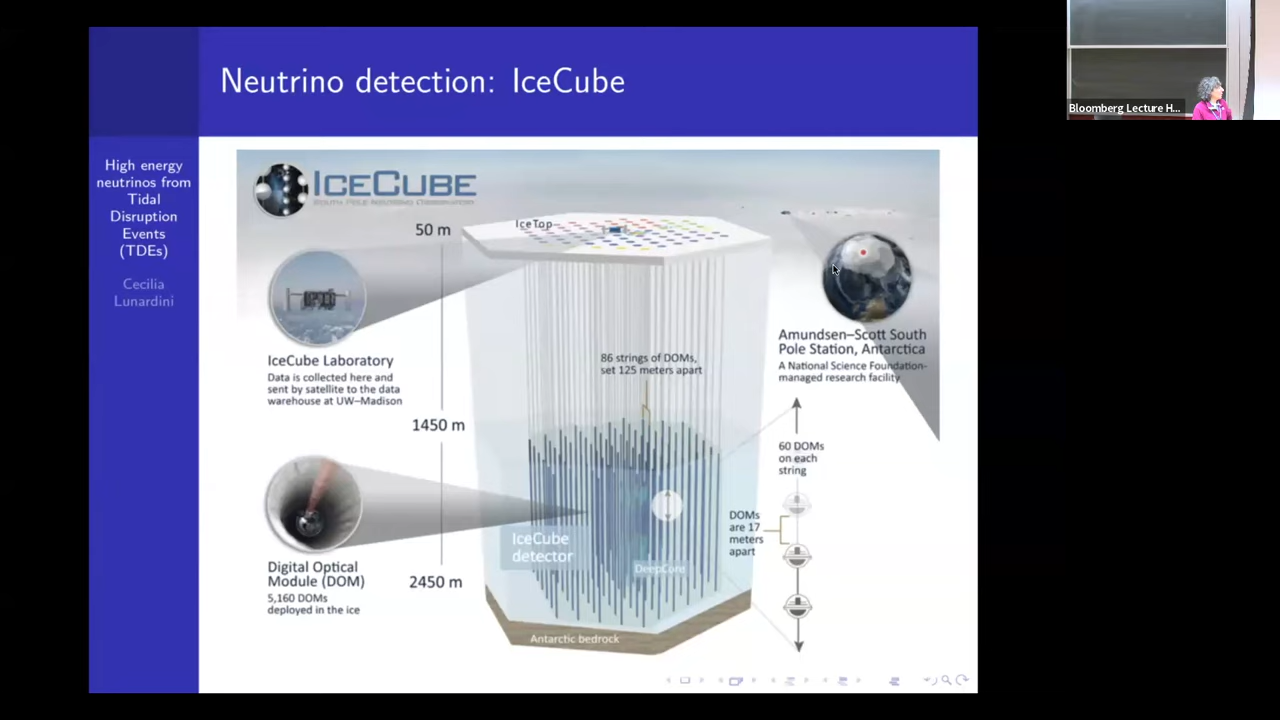 Neutrino detection: IceCube
High energy
neutrinos from
Tidal
Disruption
Events
(TDEs)
Cecilia
Lunardini
ICECUBE
SOUTH POLE NEUTRINO OBSERVATORY
50 m
IceTop
IceCube Laboratory
Data is collected here and
sent by satellite to the data
warehouse at UW–Madison
86 strings of DOMs,
set 125 meters apart
Amundsen–Scott South
Pole Station, Antarctica
A National Science Foundation-
managed research facility
1450 m
60 DOMs
on each
string
DOMs
are 17
meters
apart
IceCube
detector
DeepCore
Digital Optical
Module (DOM)
5,160 DOMs
deployed in the ice
2450 m
Antarctic bedrock
Bloomberg Lecture H...